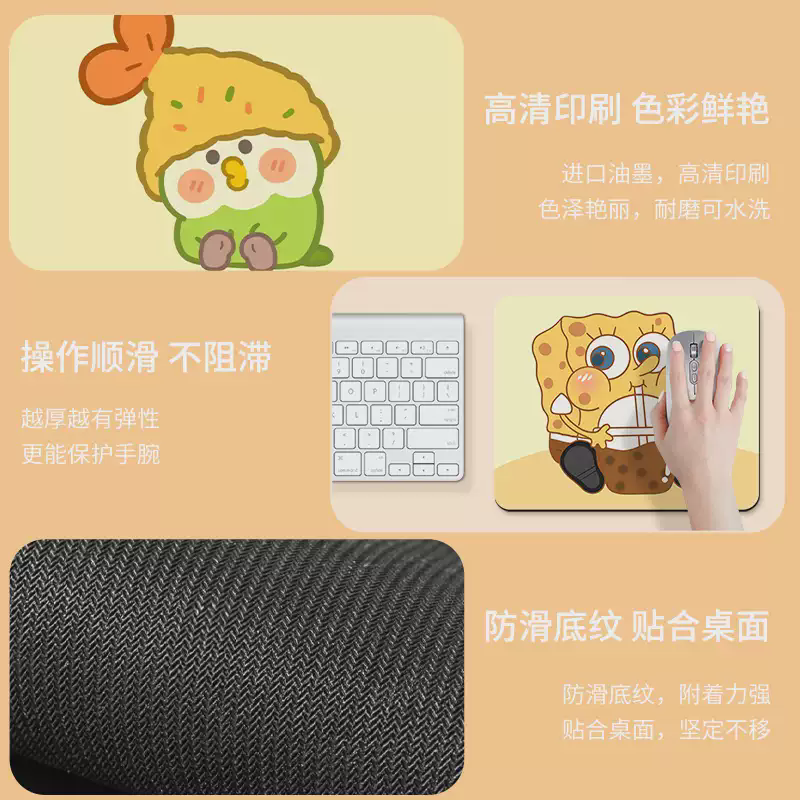 高清印刷 色彩鲜艳
进口油墨，高清印刷
色泽艳丽，耐磨可水洗
操作顺滑 不阻滞
越厚越有弹性
更能保护手腕
防滑底纹 贴合桌面
防滑底纹，附着力强
贴合桌面，坚定不移